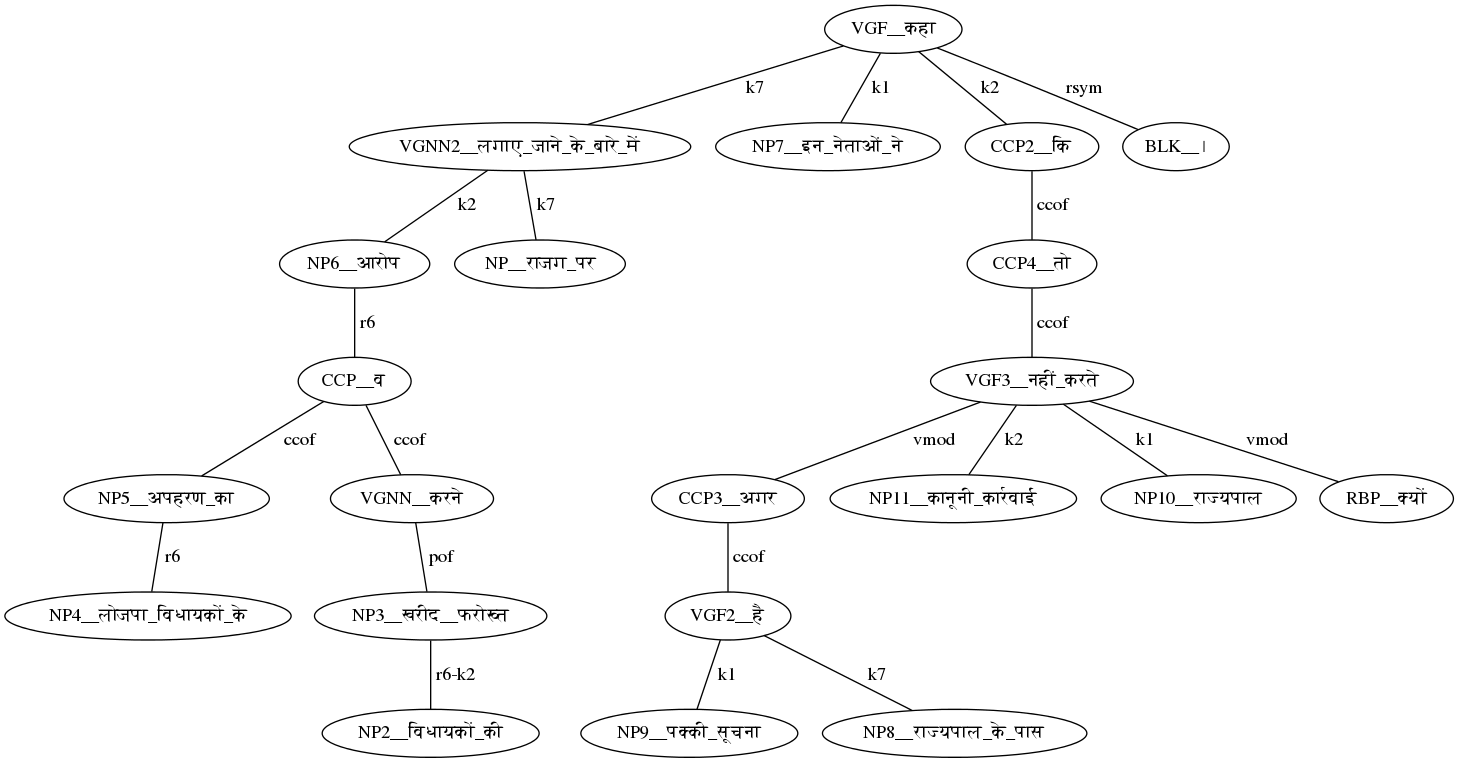 VGF__कहा
k7 k1 k2 rsym
VGNN2__लगाए_जाने_के_बारे_में NP7__इन_नेताओं_ने CCP2__कि BLK__।
k2 k7 ccof
NP6__आरोप NP__राजग_पर CCP4__तो
r6 ccof
CCP__व VGF3__नहीं_करते
ccof ccof vmod k2 k1 vmod
NP5__अपहरण_का VGNN__करने CCP3__अगर NP11__कानूनी_कार्रवाई NP10__राज्यपाल RBP__क्यों
r6 pof ccof
NP4__लोजपा_विधायकों_के NP3__खरीद__फरोख्त VGF2__है
r6-k2 k1 k7
NP2__विधायकों_की NP9__पक्की_सूचना NP8__राज्यपाल_के_पास